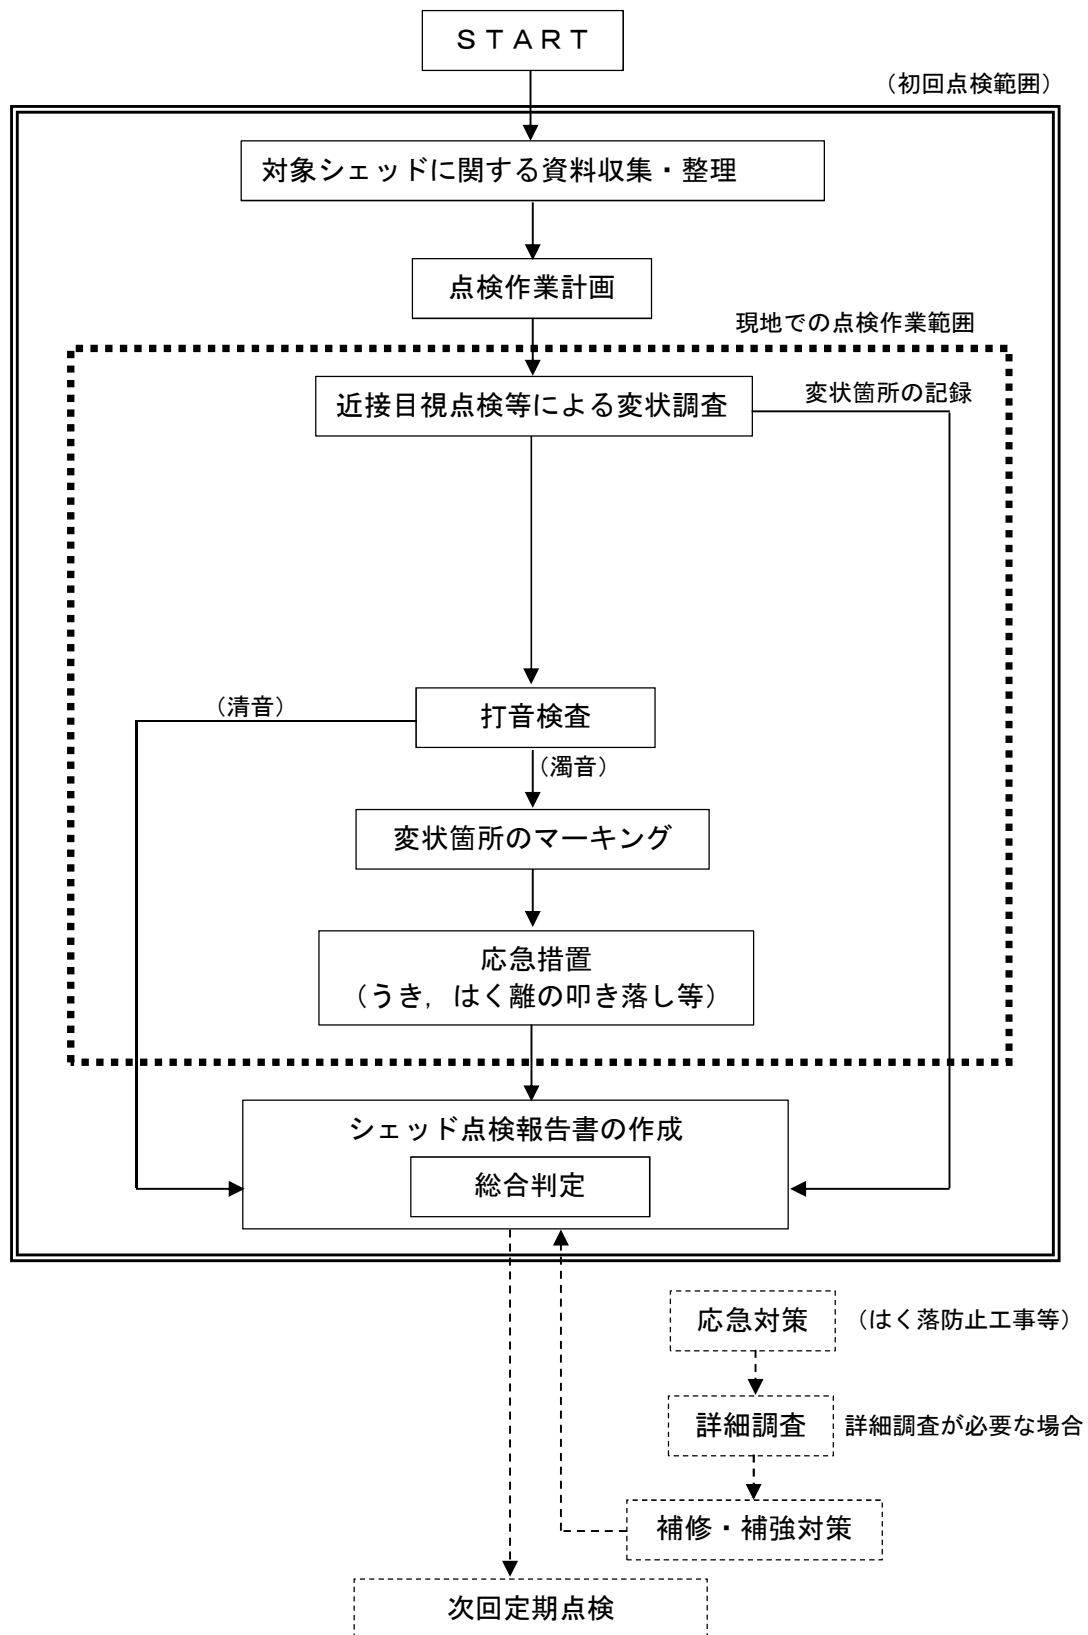 START
（初回点検範囲）
対象シェッドに関する資料収集・整理
点検作業計画
現地での点検作業範囲
近接目視点検等による変状調査
変状箇所の記録
（清音）
打音検査
（濁音）
変状箇所のマーキング
応急措置
（うき，はく離の叩き落し等）
シェッド点検報告書の作成
総合判定
応急対策
（はく落防止工事等）
詳細調査
詳細調査が必要な場合
補修・補強対策
次回定期点検